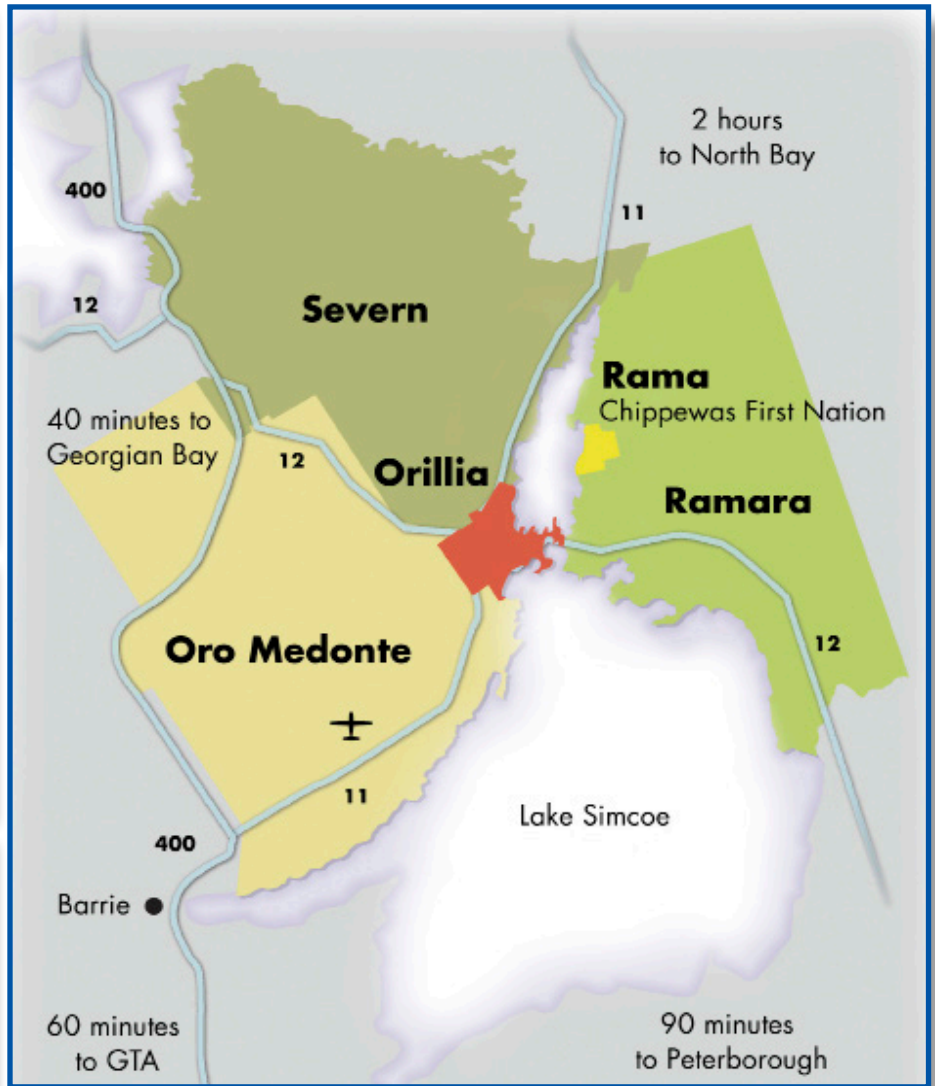 2 hours
to North Bay
400
11
12
Severn
Rama
Chippewas First Nation
40 minutes to
Georgian Bay
12
Orillia
Ramara
Oro Medonte
12
11
Lake Simcoe
400
Barrie
60 minutes
to GTA
90 minutes
to Peterborough